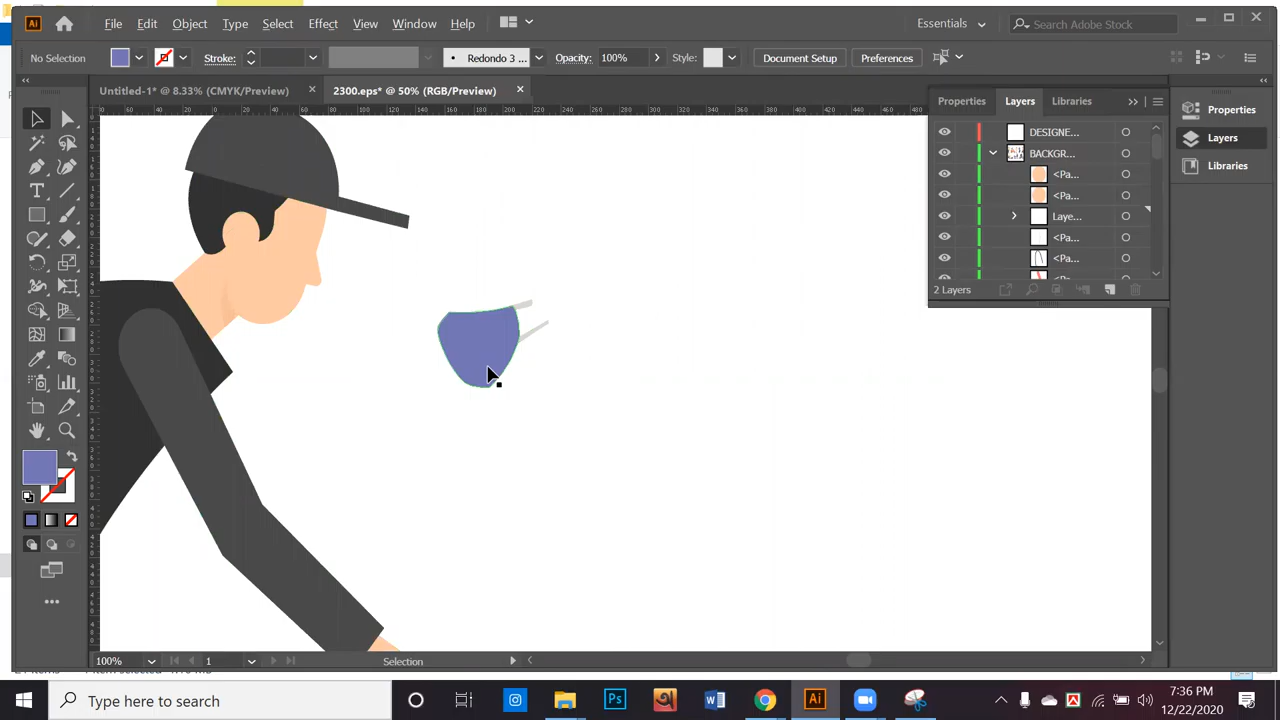 Ai File Edit Object Type Select Effect View Window Help Essentials Search Adobe Stock
No Selection Stroke: Redondo 3 ... Opacity: 100% Style: Document Setup Preferences
Untitled-1* @ 8.33% (CMYK/Preview) 2300.eps* @ 50% (RGB/Preview)
Properties Layers Libraries
DESIGNE...
BACKGR...
<Pa...
<Pa...
Laye...
<Pa...
<Pa...
2 Layers
Properties
Layers
Libraries
100% 1 Selection
Type here to search
Ps W Ai
7:36 PM
12/22/2020